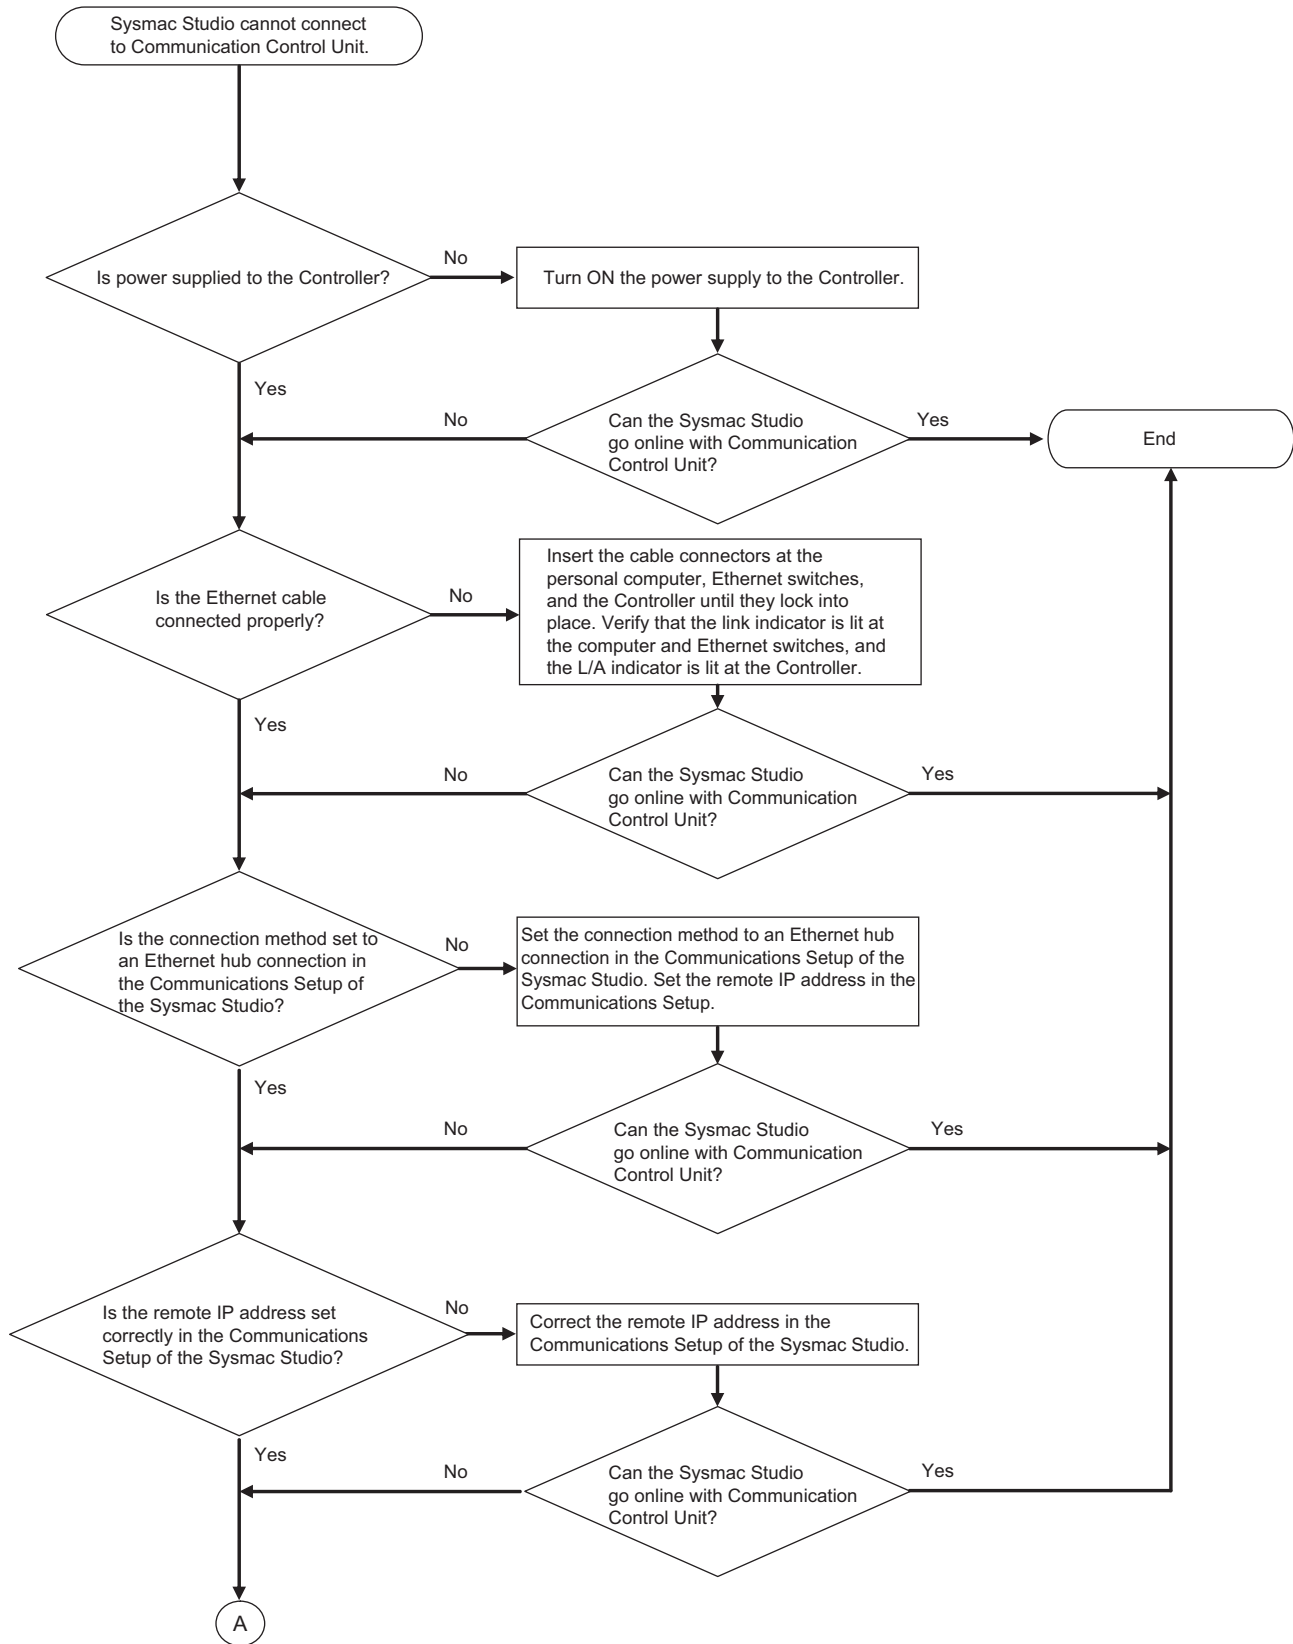 Sysmac Studio cannot connect
to Communication Control Unit.
Is power supplied to the Controller?
No
Turn ON the power supply to the Controller.
Yes
No
Can the Sysmac Studio
go online with Communication
Control Unit?
Yes
End
Is the Ethernet cable
connected properly?
No
Insert the cable connectors at the
personal computer, Ethernet switches,
and the Controller until they lock into
place. Verify that the link indicator is lit at
the computer and Ethernet switches, and
the L/A indicator is lit at the Controller.
Yes
No
Can the Sysmac Studio
go online with Communication
Control Unit?
Yes
Is the connection method set to
an Ethernet hub connection in
the Communications Setup of
the Sysmac Studio?
No
Set the connection method to an Ethernet hub
connection in the Communications Setup of the
Sysmac Studio. Set the remote IP address in the
Communications Setup.
Yes
No
Can the Sysmac Studio
go online with Communication
Control Unit?
Yes
Is the remote IP address set
correctly in the Communications
Setup of the Sysmac Studio?
No
Correct the remote IP address in the
Communications Setup of the Sysmac Studio.
Yes
No
Can the Sysmac Studio
go online with Communication
Control Unit?
Yes
A